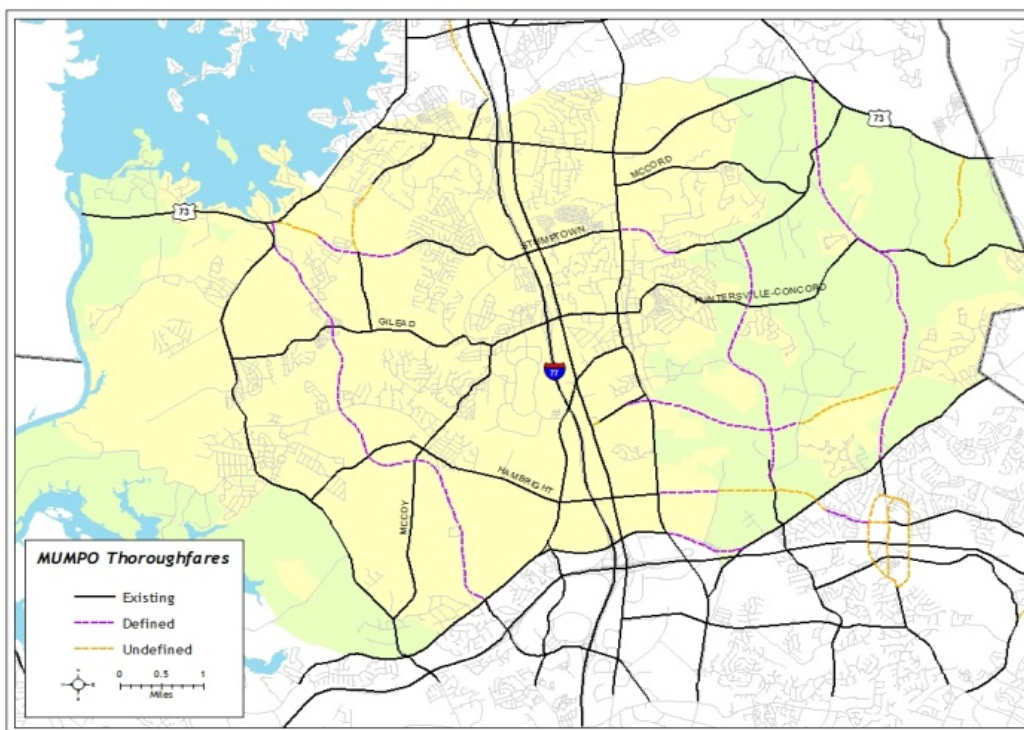 73
MCCORD
73
STUMPTOWN
HUNTERSVILLE-CONCORD
GILEAD
77
HAMBRIGHT
MCCOY
MUMPO Thoroughfares
Existing
Defined
Undefined
0 0.5 1
Miles